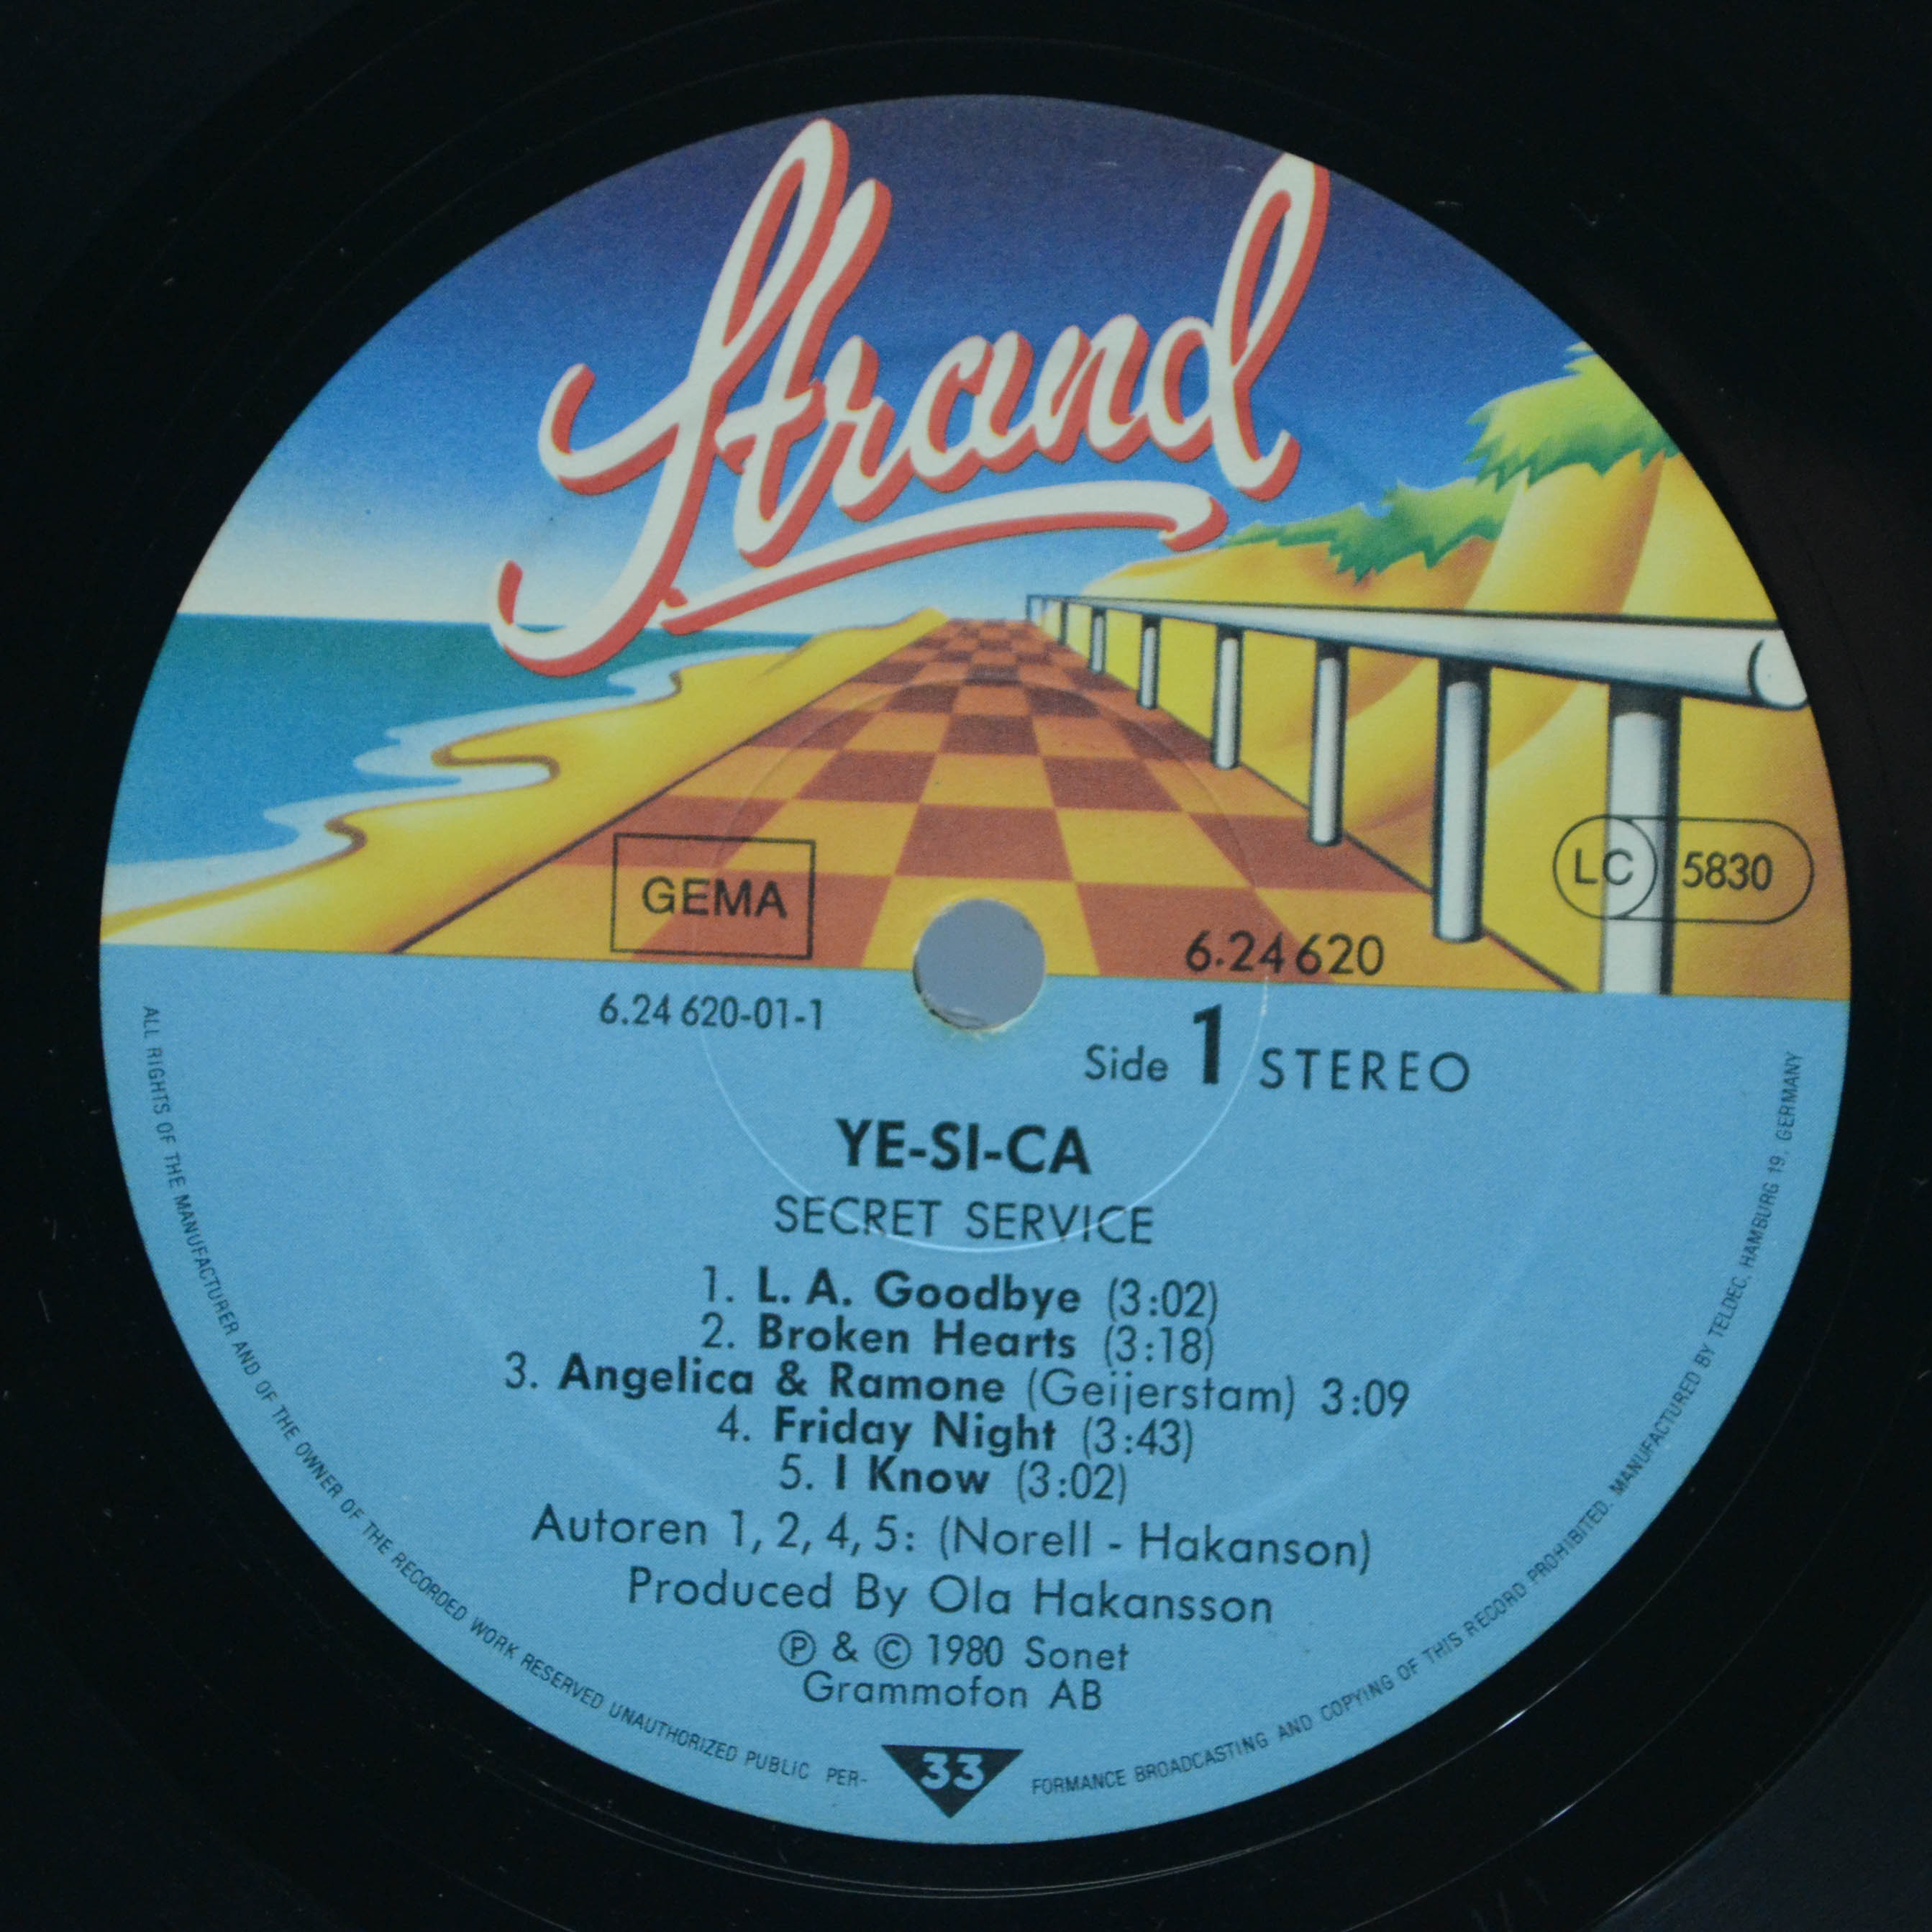 Strand
GEMA
LC 5830
6.24 620
6.24 620-01-1
Side 1 STEREO
YE-SI-CA
SECRET SERVICE
1. L. A. Goodbye (3:02)
2. Broken Hearts (3:18)
3. Angelica & Ramone (Geijerstam) 3:09
4. Friday Night (3:43)
5. I Know (3:02)
Autoren 1, 2, 4, 5: (Norell - Hakanson)
Produced By Ola Hakansson
Ⓟ & © 1980 Sonet
Grammofon AB
33
ALL RIGHTS OF THE MANUFACTURER AND OF THE OWNER OF THE RECORDED WORK RESERVED UNAUTHORIZED PUBLIC PER-
FORMANCE BROADCASTING AND COPYING OF THIS RECORD PROHIBITED. MANUFACTURED BY TELDEC, HAMBURG 19, GERMANY